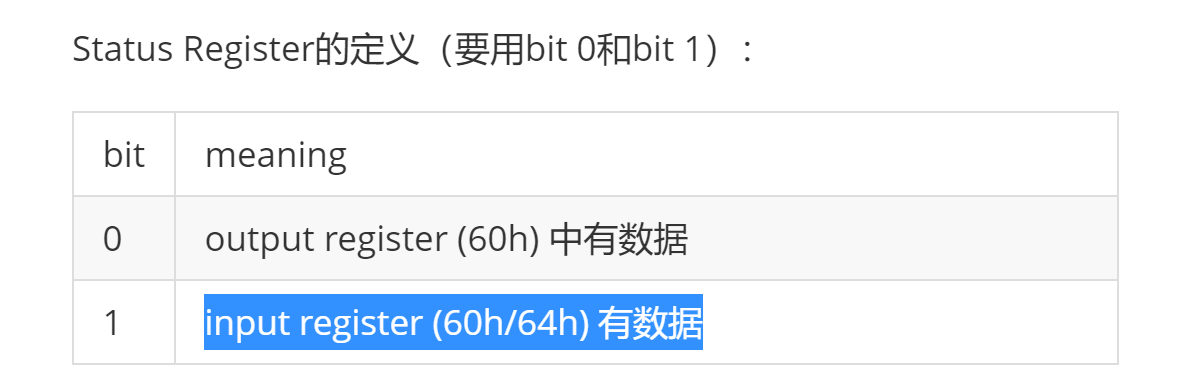 Status Register的定义（要用bit 0和bit 1）：
bit meaning
0 output register (60h) 中有数据
1 input register (60h/64h) 有数据